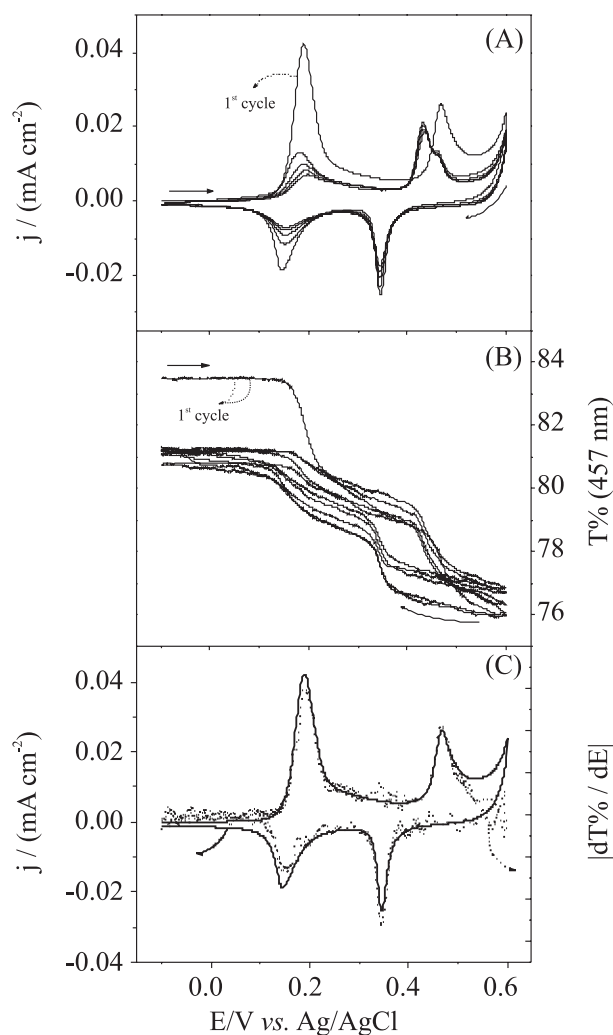 (A)
0.04
0.02
0.00
-0.02
j / (mA cm⁻²)
1ˢᵗ cycle
(B)
84
82
80
78
76
T% (457 nm)
1ˢᵗ cycle
(C)
0.04
0.02
0.00
-0.02
-0.04
j / (mA cm⁻²)
|dT% / dE|
0.0 0.2 0.4 0.6
E/V vs. Ag/AgCl